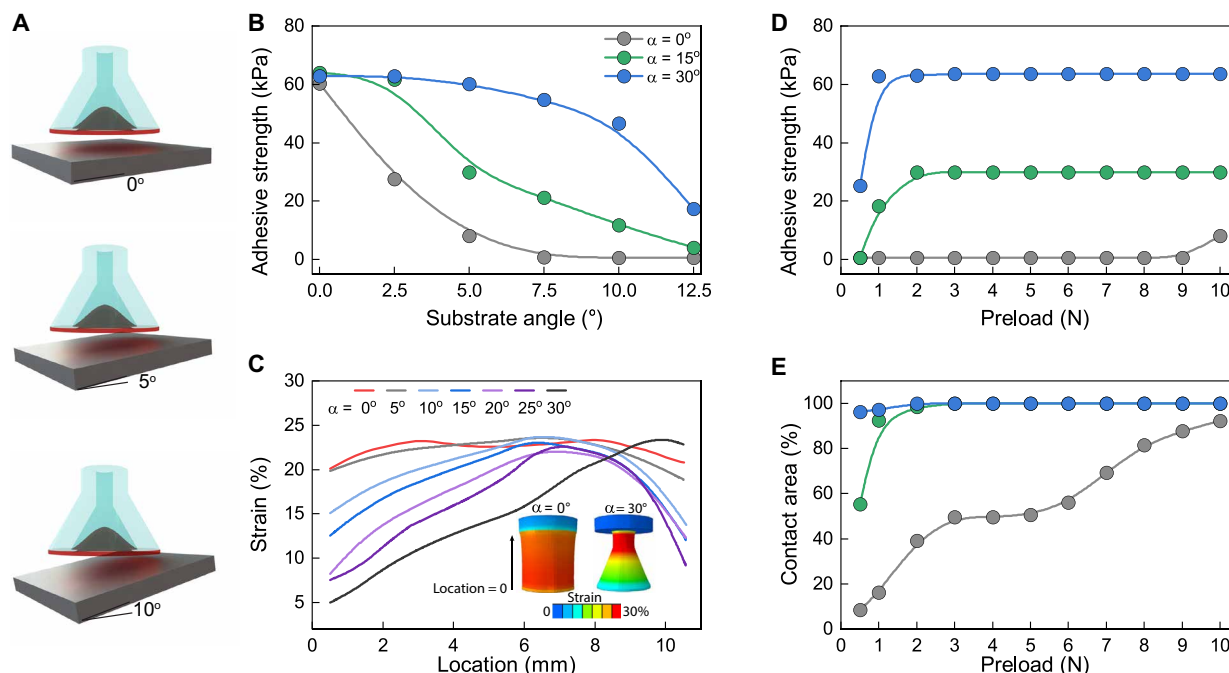 A
0°
5°
10°
B
Adhesive strength (kPa)
80
60
40
20
0
α = 0°
α = 15°
α = 30°
0.0 2.5 5.0 7.5 10.0 12.5
Substrate angle (°)
C
Strain (%)
30
25
20
15
10
5
α = 0° 5° 10° 15° 20° 25° 30°
α = 0° α = 30°
Location = 0
Strain
0 30%
0 2 4 6 8 10
Location (mm)
D
Adhesive strength (kPa)
80
60
40
20
0
0 1 2 3 4 5 6 7 8 9 10
Preload (N)
E
Contact area (%)
100
80
60
40
20
0
0 1 2 3 4 5 6 7 8 9 10
Preload (N)